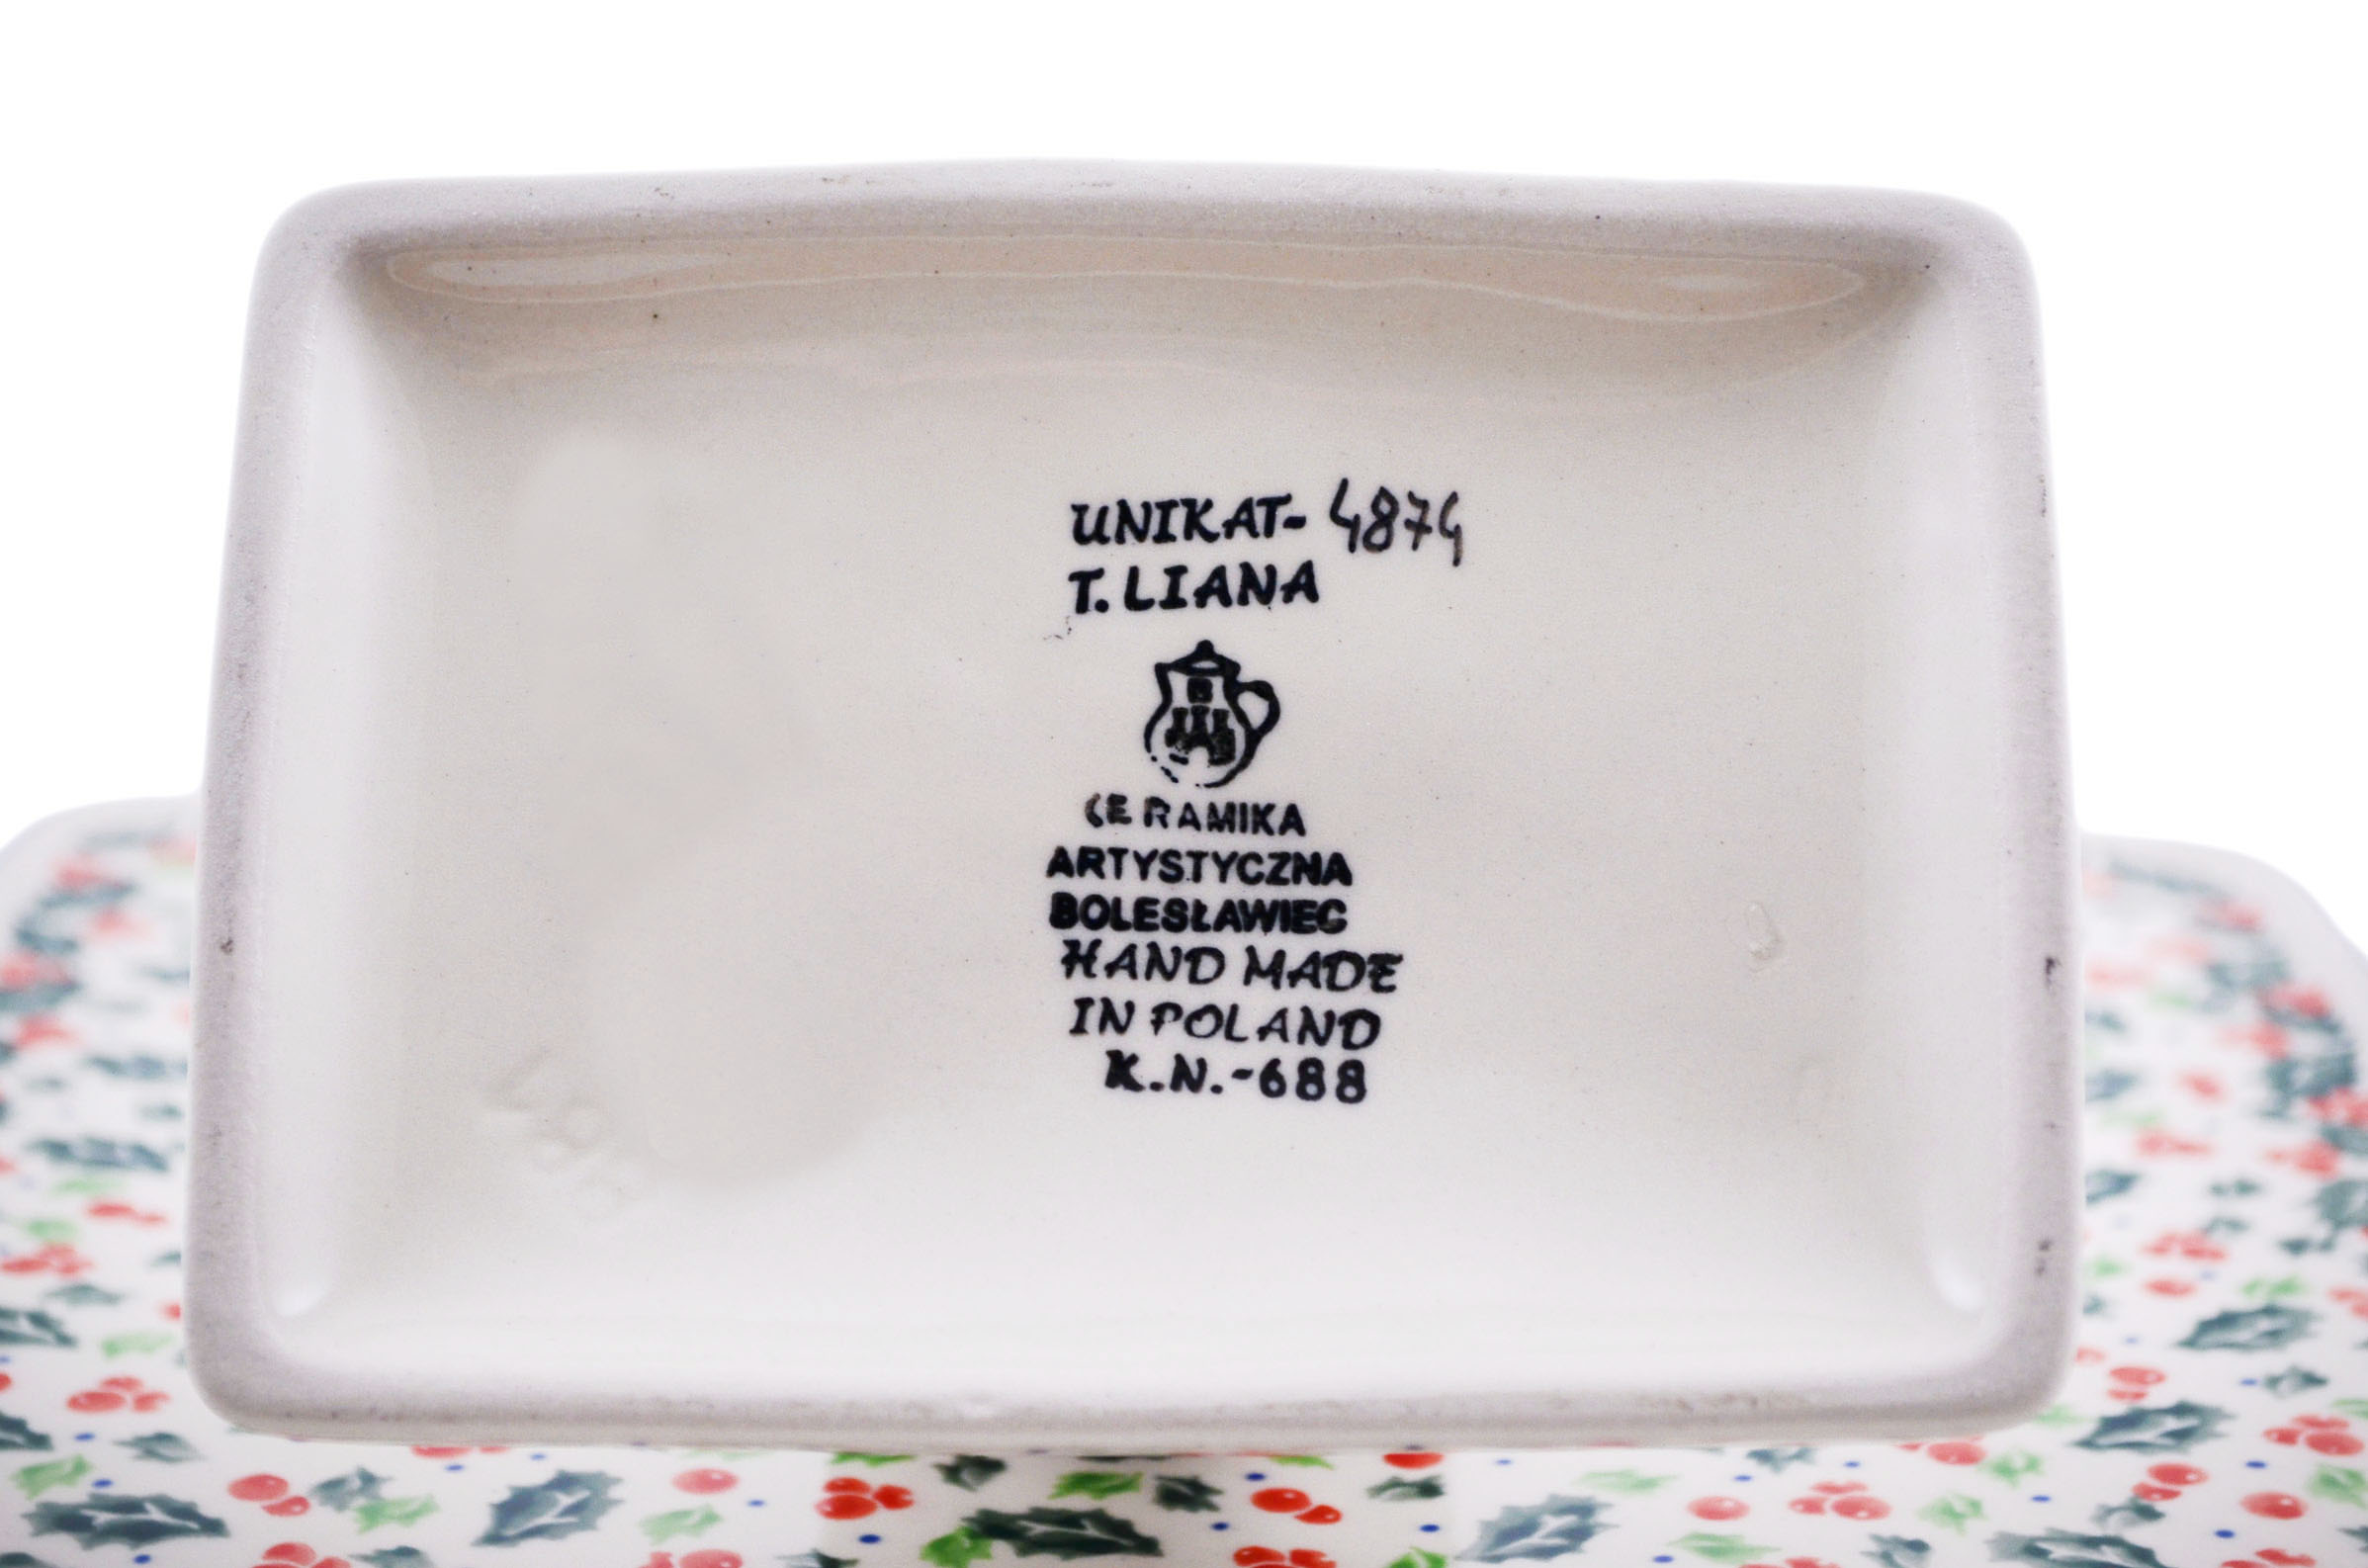 UNIKAT- 4874
T. LIANA
CERAMIKA
ARTYSTYCZNA
BOLESŁAWIEC
HAND MADE
IN POLAND
K.N.-688